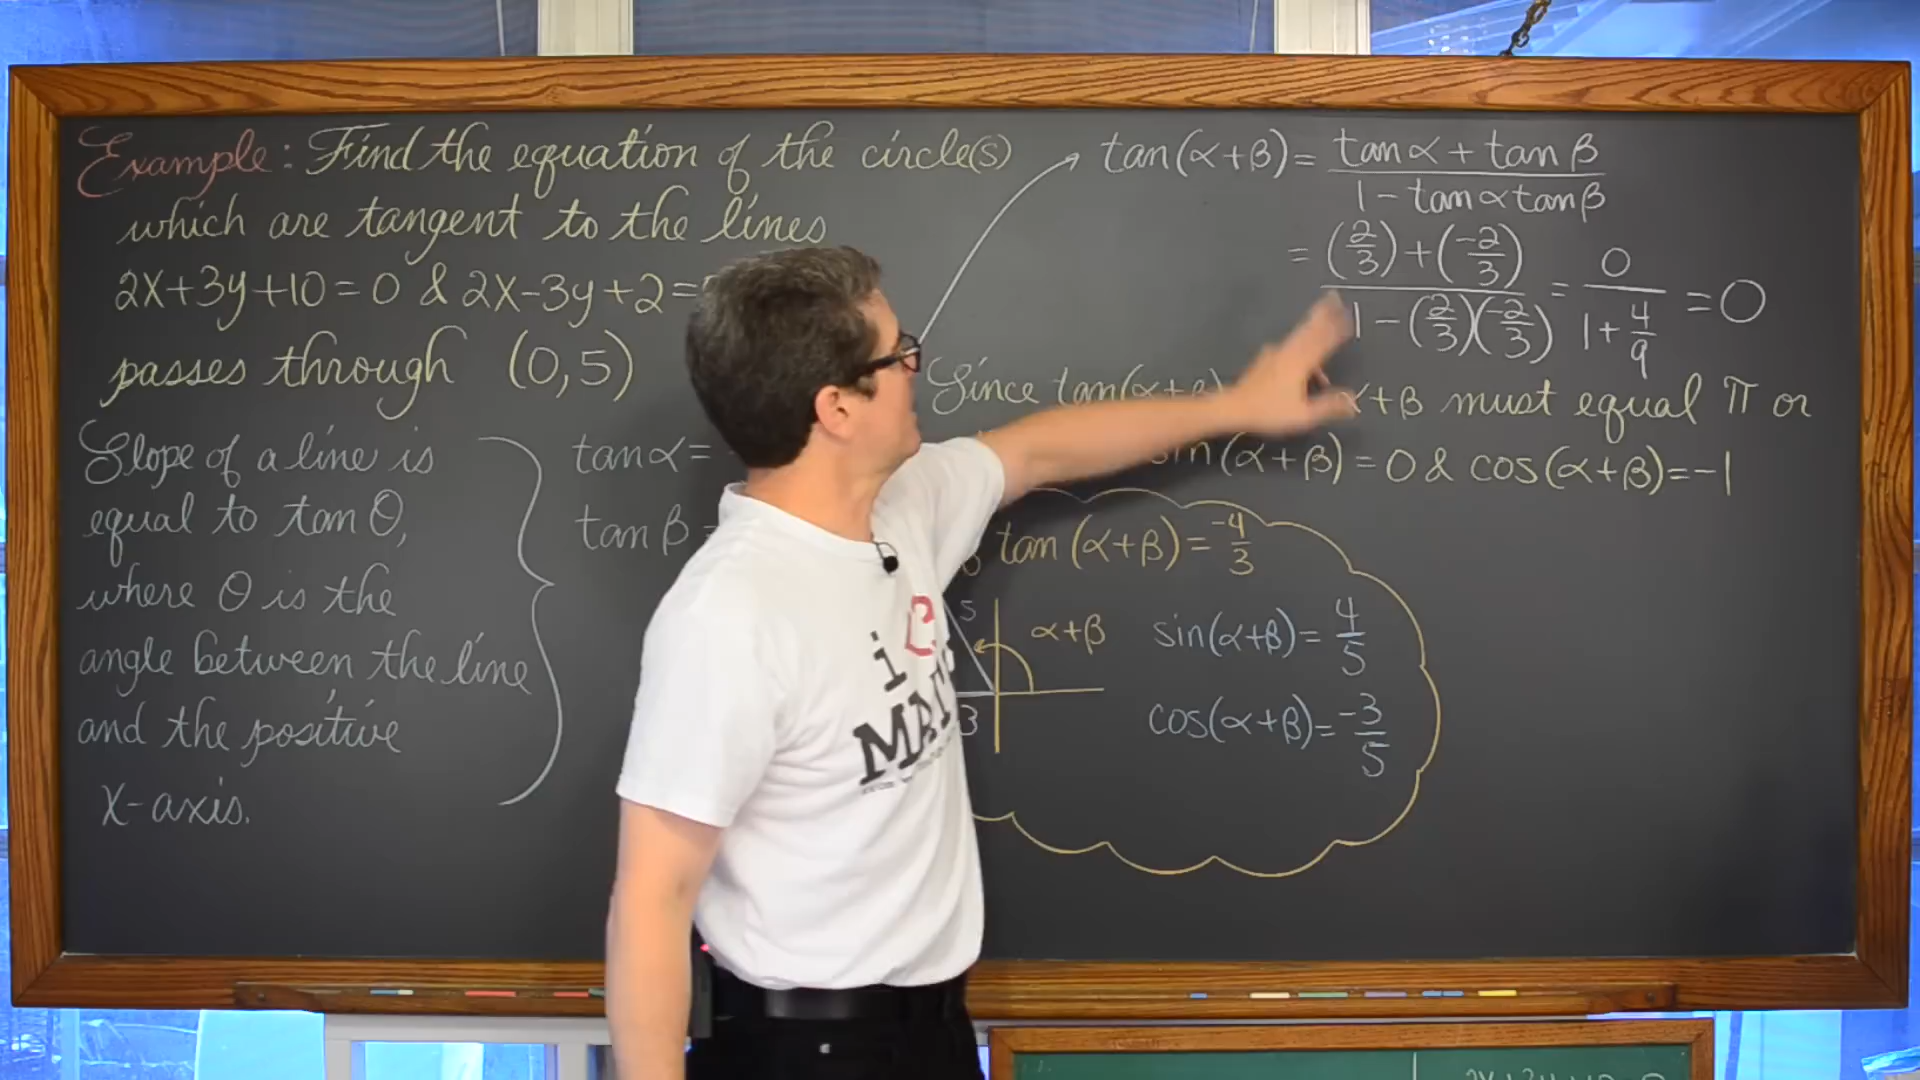 Example: Find the equation of the circle(s)
which are tangent to the lines
2x+3y+10=0 & 2x-3y+2=
passes through (0,5)
Slope of a line is
equal to tan θ,
where θ is the
angle between the line
and the positive
x-axis.
tanα=
tanβ
tan(α+β)= tanα+tanβ
1-tanαtanβ
= (2/3)+(-2/3) / 1-(2/3)(-2/3) = 0 / 1+4/9 =0
Since tan(α+β) α+β must equal π or
sin(α+β)=0 & cos(α+β)=-1
tan(α+β)= -4/3
5
α+β
3
sin(α+β)= 4/5
cos(α+β)= -3/5
i
MAT